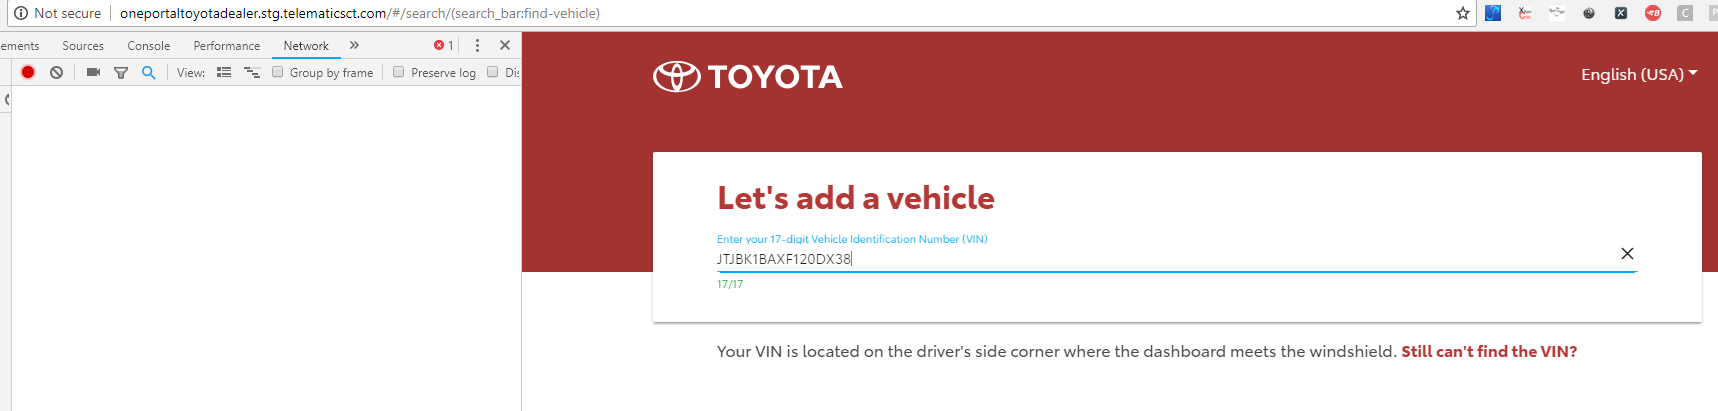 Not secure oneportaltoyotadealer.stg.telematicsct.com/#/search/(search_bar:find-vehicle)
ements Sources Console Performance Network » 1
View: Group by frame Preserve log Dis
TOYOTA
English (USA)
Let's add a vehicle
Enter your 17-digit Vehicle Identification Number (VIN)
JTJBK1BAXF120DX38
17/17
Your VIN is located on the driver's side corner where the dashboard meets the windshield. Still can't find the VIN?